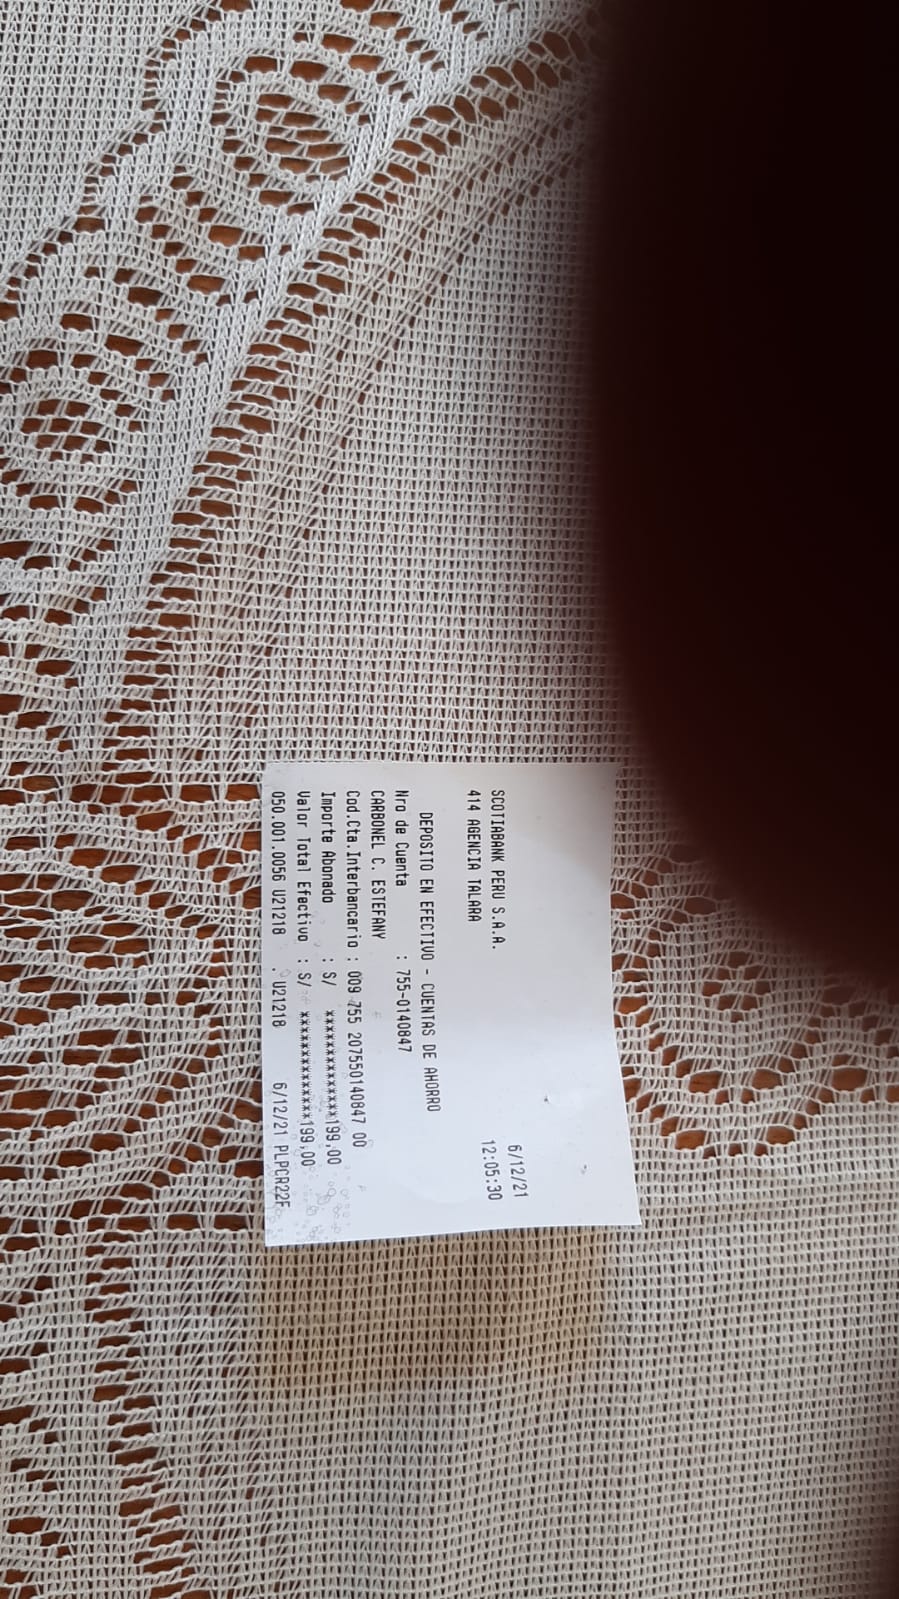 6/12/21
SCOTIABANK PERU S.A.A. 12:05:30
414 AGENCIA TALARA
DEPOSITO EN EFECTIVO - CUENTAS DE AHORRO
Nro de Cuenta : 755-0140847
CARBONEL C. ESTEFANY
Cod.Cta.Interbancario : 009 755 207550140847 00
Importe Abonado : S/ ***************199,00
Valor Total Efectivo : S/ ***************199,00
050.001.0056 U21218 . U21218 6/12/21 PLPCR22F